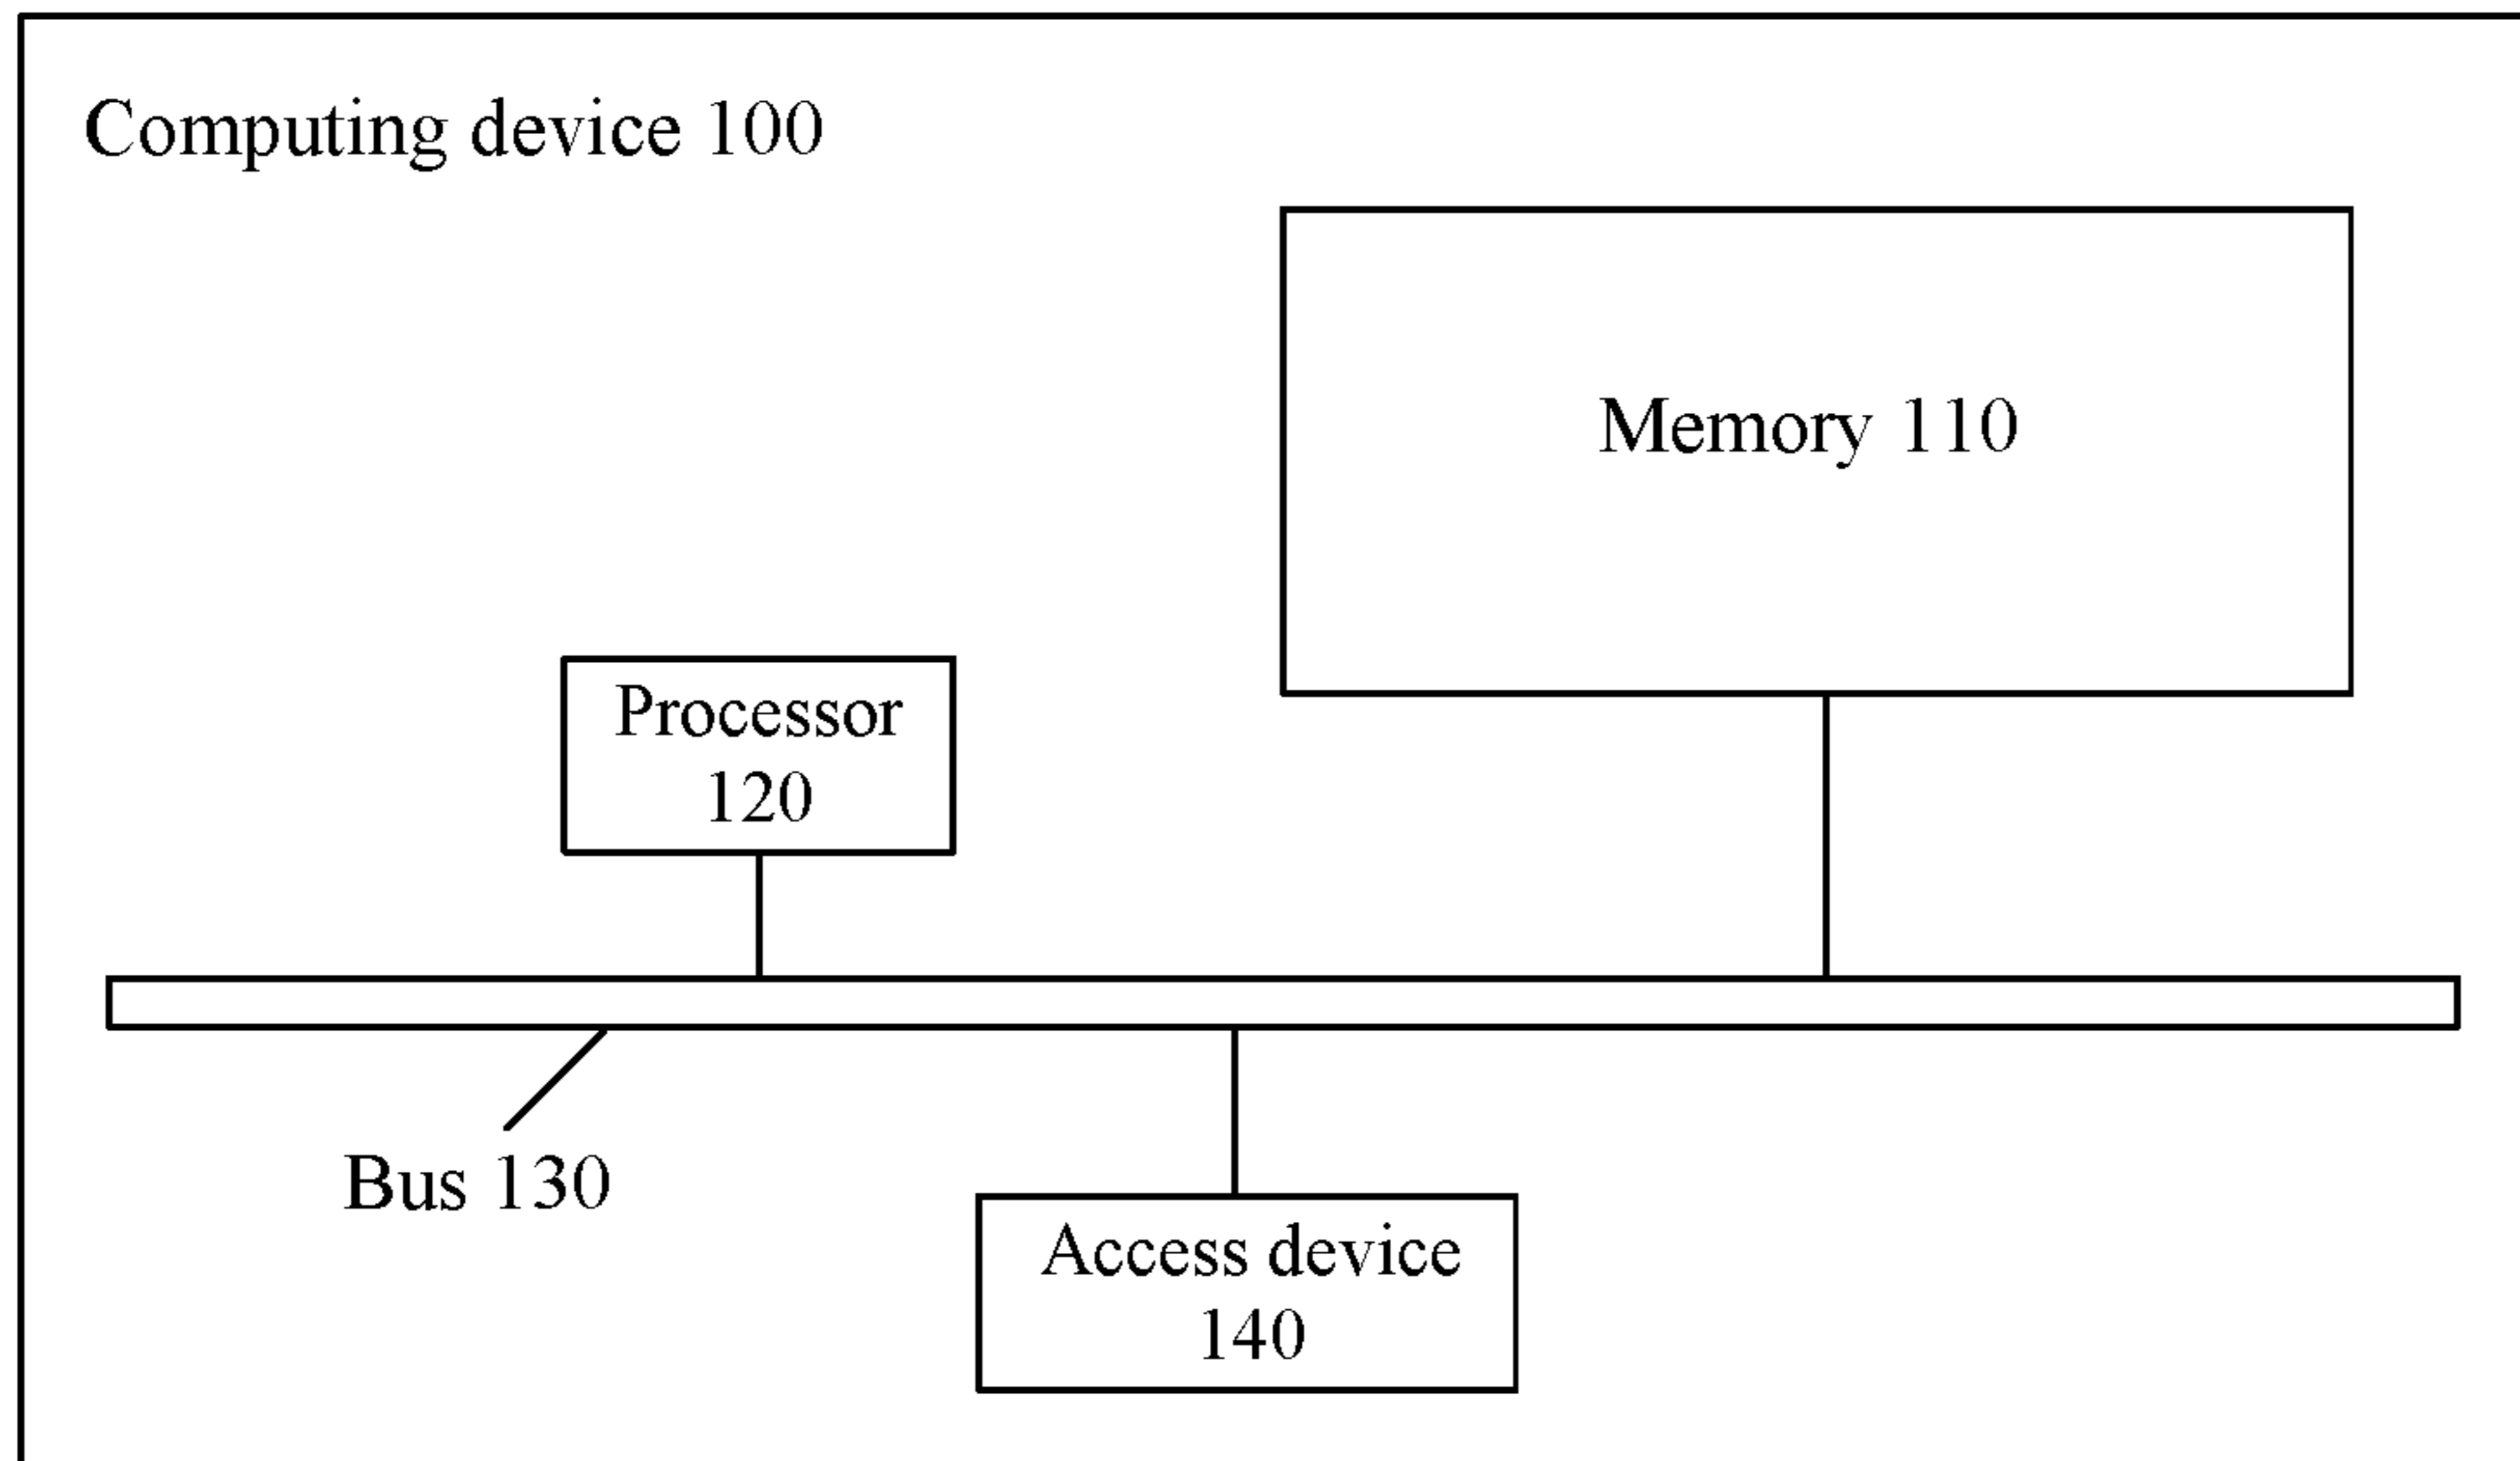 Computing device 100
Memory 110
Processor
120
Bus 130
Access device
140